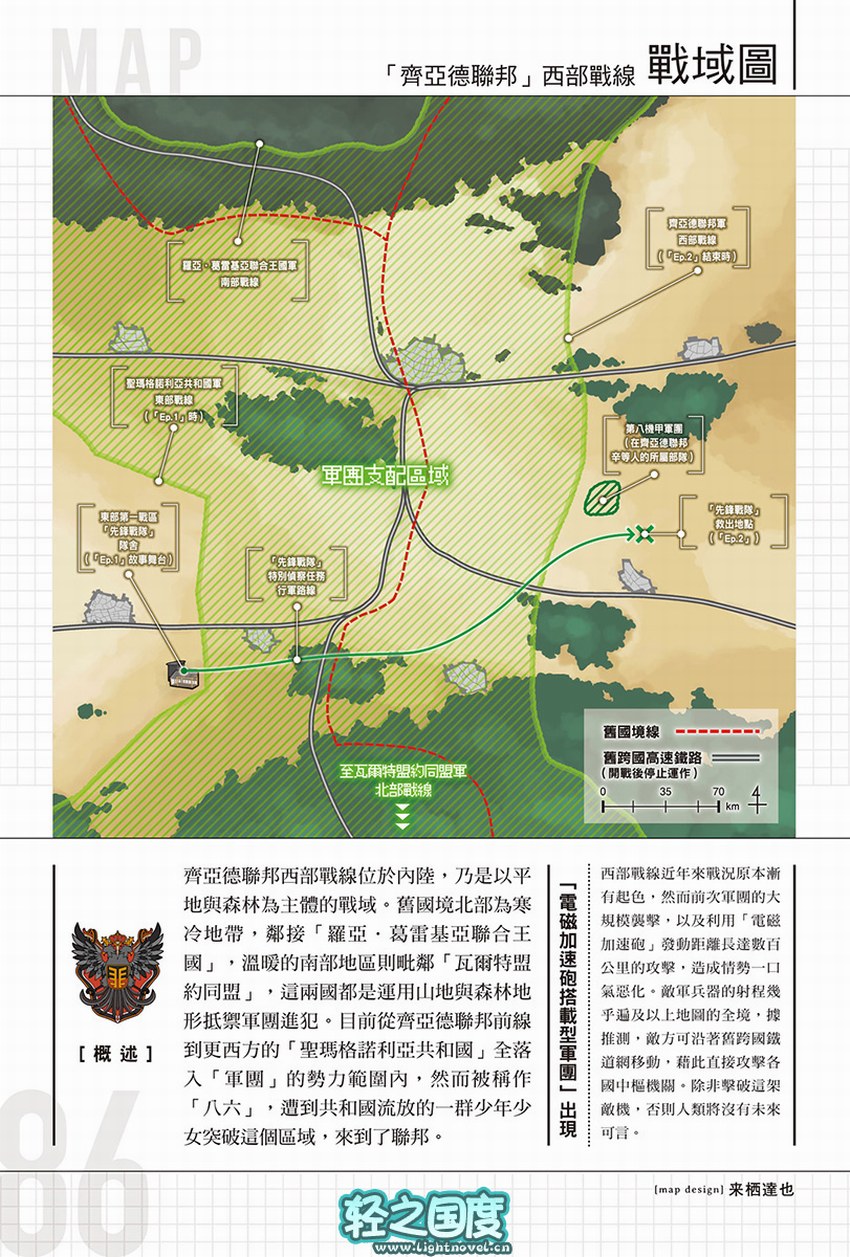 MAP
「齊亞德聯邦」西部戰線 戰域圖
羅亞・葛雷基亞聯合王國軍
南部戰線
齊亞德聯邦軍
西部戰線
（「Ep.2」結束時）
聖瑪格諾利亞共和國軍
東部戰線
（「Ep.1」時）
第八機甲軍團
（在齊亞德聯邦
辛等人的所屬部隊）
軍團支配區域
東部第一戰區
「先鋒戰隊」
隊舍
（「Ep.1」故事舞台）
「先鋒戰隊」
特別偵察任務
行軍路線
「先鋒戰隊」
救出地點
（「Ep.2」）
至瓦爾特盟約同盟軍
北部戰線
舊國境線
舊跨國高速鐵路
（開戰後停止運作）
0 35 70 km 4
[概述]
齊亞德聯邦西部戰線位於內陸，乃是以平
地與森林為主體的戰域。舊國境北部為寒
冷地帶，鄰接「羅亞・葛雷基亞聯合王
國」，溫暖的南部地區則毗鄰「瓦爾特盟
約同盟」，這兩國都是運用山地與森林地
形抵禦軍團進犯。目前從齊亞德聯邦前線
到更西方的「聖瑪格諾利亞共和國」全落
入「軍團」的勢力範圍內，然而被稱作
「八六」，遭到共和國流放的一群少年少
女突破這個區域，來到了聯邦。
「電磁加速砲搭載型軍團」出現
西部戰線近年來戰況原本漸
有起色，然而前次軍團的大
規模襲擊，以及利用「電磁
加速砲」發動距離長達數百
公里的攻擊，造成情勢一口
氣惡化。敵軍兵器的射程幾
乎遍及以上地圖的全境，據
推測，敵方可沿著舊跨國鐵
道網移動，藉此直接攻擊各
國中樞機關。除非擊破這架
敵機，否則人類將沒有未來
可言。
86
[map design] 来栖達也
轻之国度
www.lightnovel.cn